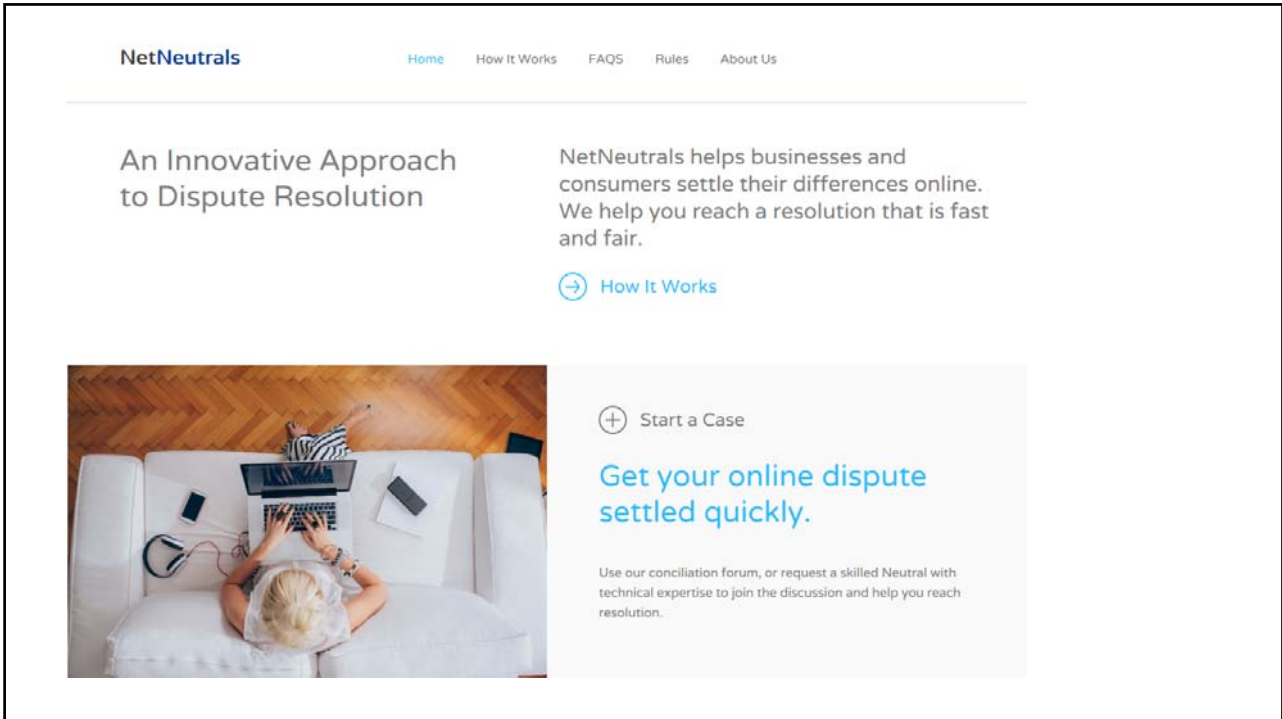 NetNeutrals
Home How It Works FAQS Rules About Us
An Innovative Approach
to Dispute Resolution
NetNeutrals helps businesses and
consumers settle their differences online.
We help you reach a resolution that is fast
and fair.
How It Works
Start a Case
Get your online dispute
settled quickly.
Use our conciliation forum, or request a skilled Neutral with
technical expertise to join the discussion and help you reach
resolution.